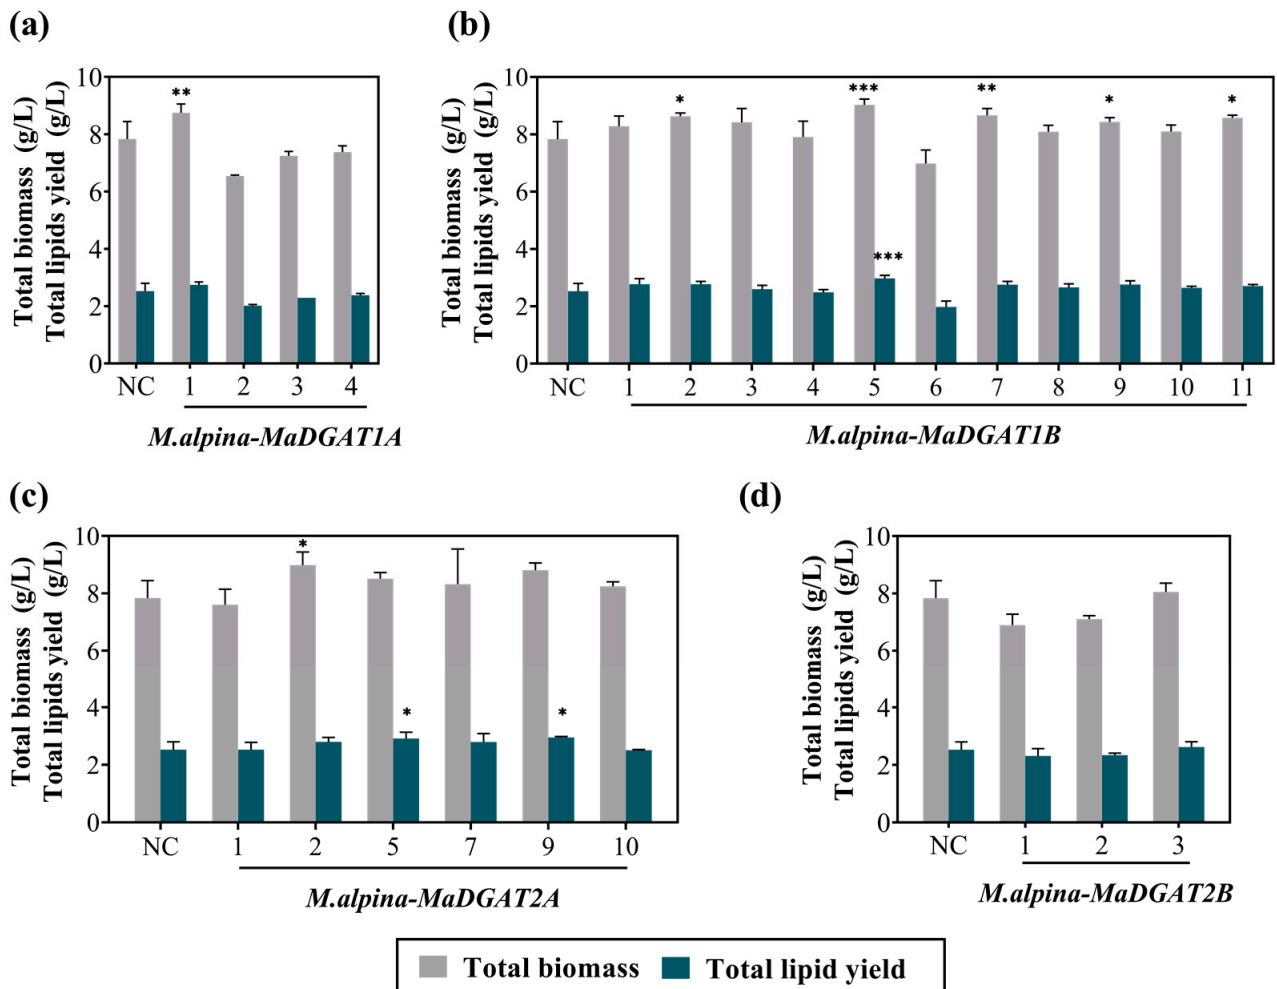 (a)
Total biomass (g/L)
Total lipids yield (g/L)
10
8
6
4
2
0
**
NC 1 2 3 4
M.alpina-MaDGAT1A
(b)
Total biomass (g/L)
Total lipids yield (g/L)
10
8
6
4
2
0
* *** ** * *
***
NC 1 2 3 4 5 6 7 8 9 10 11
M.alpina-MaDGAT1B
(c)
Total biomass (g/L)
Total lipids yield (g/L)
10
8
6
4
2
0
*
* *
NC 1 2 5 7 9 10
M.alpina-MaDGAT2A
(d)
Total biomass (g/L)
Total lipids yield (g/L)
10
8
6
4
2
0
NC 1 2 3
M.alpina-MaDGAT2B
Total biomass Total lipid yield